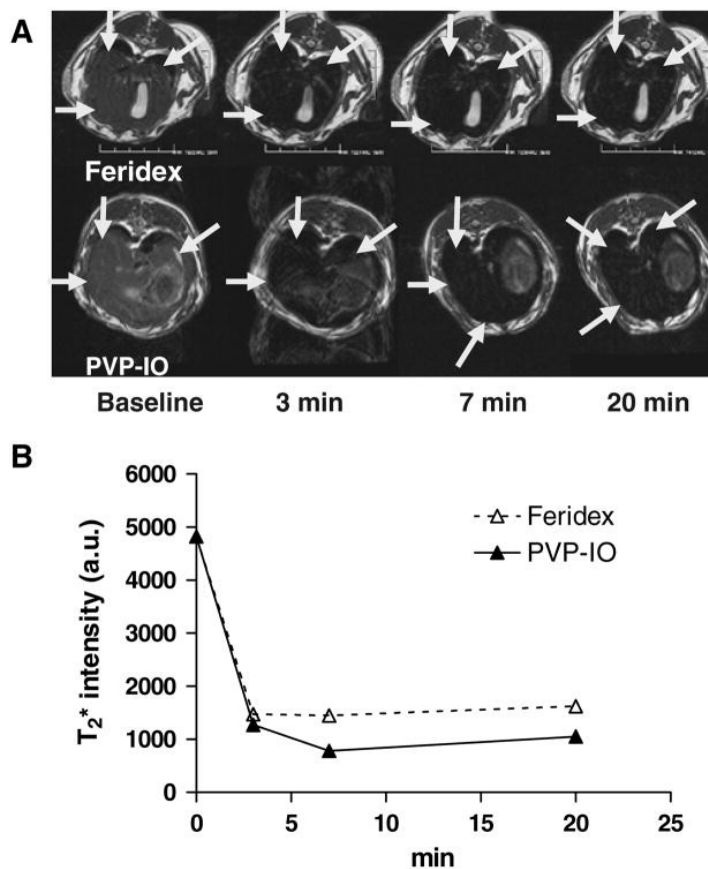 A
Feridex
PVP-IO
Baseline 3 min 7 min 20 min
B
6000
5000
4000
3000
2000
1000
0
T₂* intensity (a.u.)
Feridex
PVP-IO
0 5 10 15 20 25
min